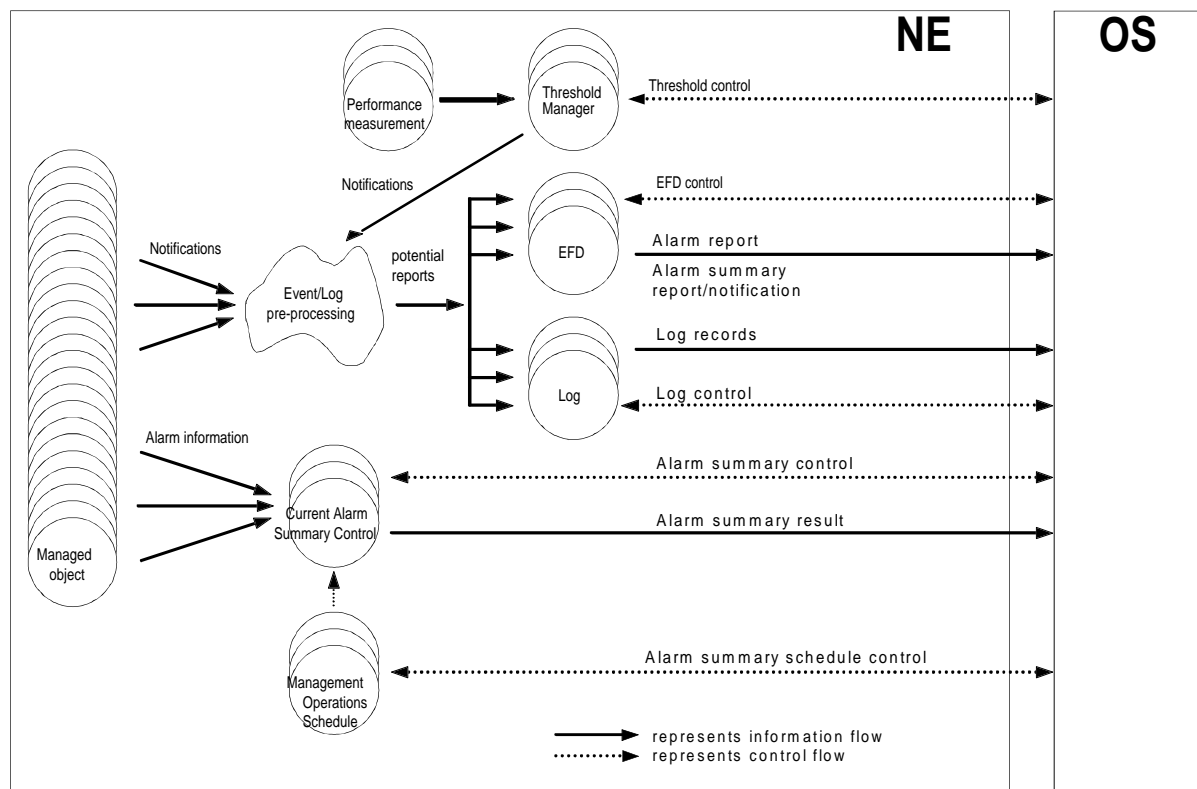 NE
OS
Performance
measurement
Threshold
Manager
Threshold control
Notifications
EFD control
Notifications
potential
reports
EFD
Alarm report
Alarm summary
report/notification
Event/Log
pre-processing
Log records
Log
Log control
Alarm information
Alarm summary control
Current Alarm
Summary Control
Alarm summary result
Managed
object
Alarm summary schedule control
Management
Operations
Schedule
represents information flow
represents control flow